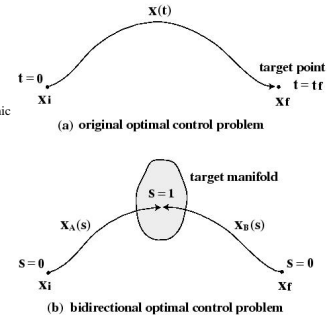 X(t)
target point
t = 0
t = tf
Xi
Xf
nic
(a) original optimal control problem
target manifold
S = 1
XA(s)
XB(s)
S = 0
S = 0
Xi
Xf
(b) bidirectional optimal control problem